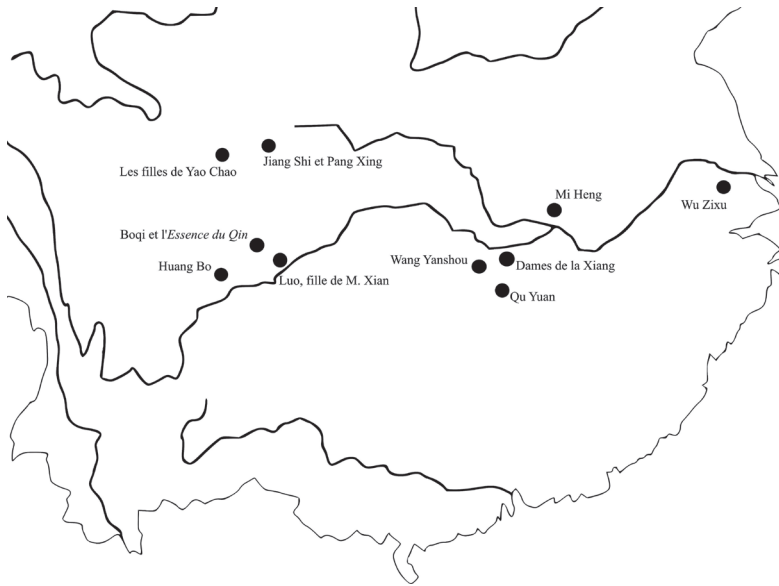 Jiang Shi et Pang Xing
Les filles de Yao Chao
Mi Heng
Wu Zixu
Boqi et l'Essence du Qin
Huang Bo
Luo, fille de M. Xian
Wang Yanshou
Dames de la Xiang
Qu Yuan